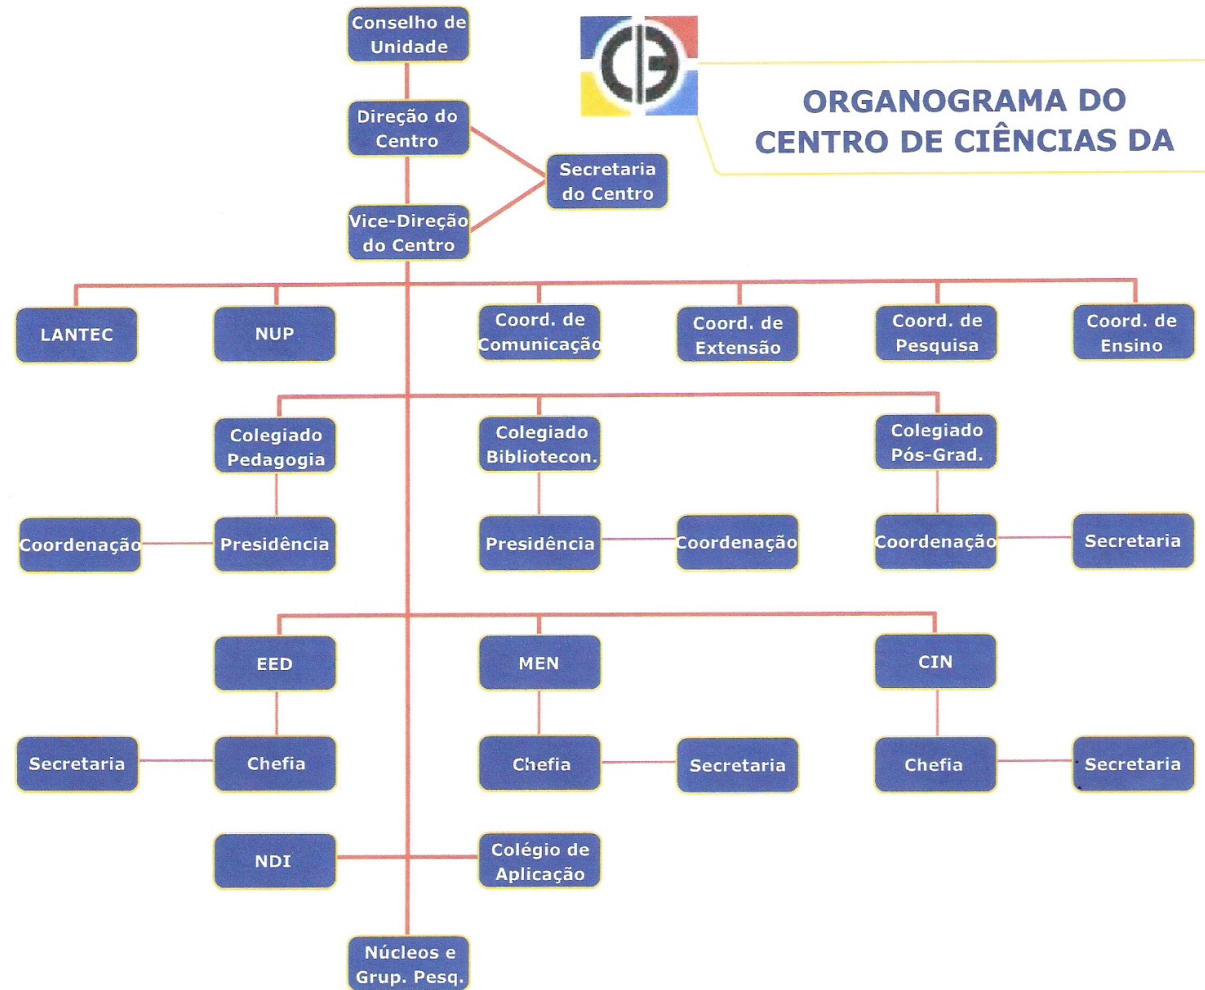 Conselho de
Unidade
ORGANOGRAMA DO
CENTRO DE CIÊNCIAS DA
Direção do
Centro
Secretaria
do Centro
Vice-Direção
do Centro
LANTEC
NUP
Coord. de
Comunicação
Coord. de
Extensão
Coord. de
Pesquisa
Coord. de
Ensino
Colegiado
Pedagogia
Colegiado
Bibliotecon.
Colegiado
Pós-Grad.
Coordenação
Presidência
Presidência
Coordenação
Coordenação
Secretaria
EED
MEN
CIN
Secretaria
Chefia
Chefia
Secretaria
Chefia
Secretaria
NDI
Colégio de
Aplicação
Núcleos e
Grup. Pesq.